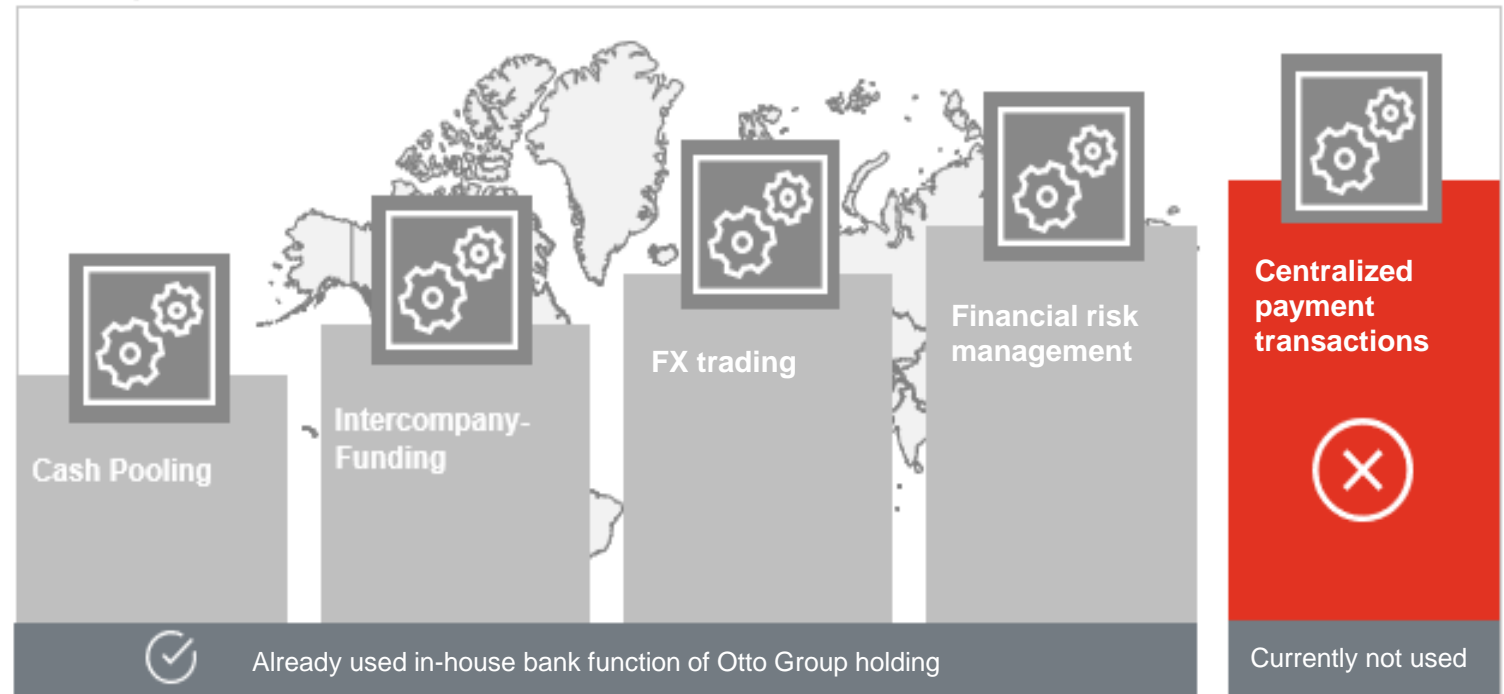 Cash Pooling
Intercompany-
Funding
FX trading
Financial risk
management
Centralized
payment
transactions
Already used in-house bank function of Otto Group holding
Currently not used